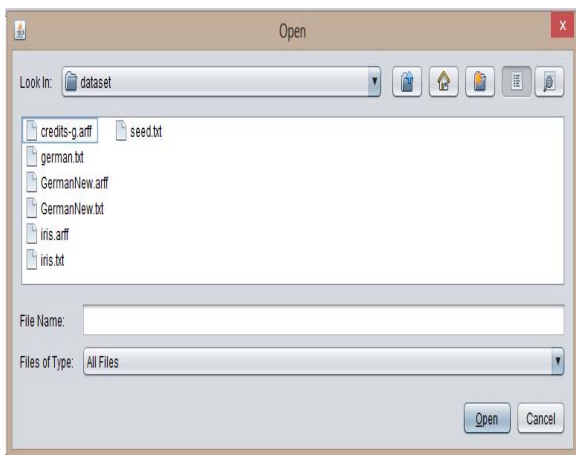 Open
x
Look In: dataset
credits-g.arff
german.txt
GermanNew.arff
GermanNew.txt
iris.arff
iris.txt
seed.txt
File Name:
Files of Type: All Files
Open Cancel